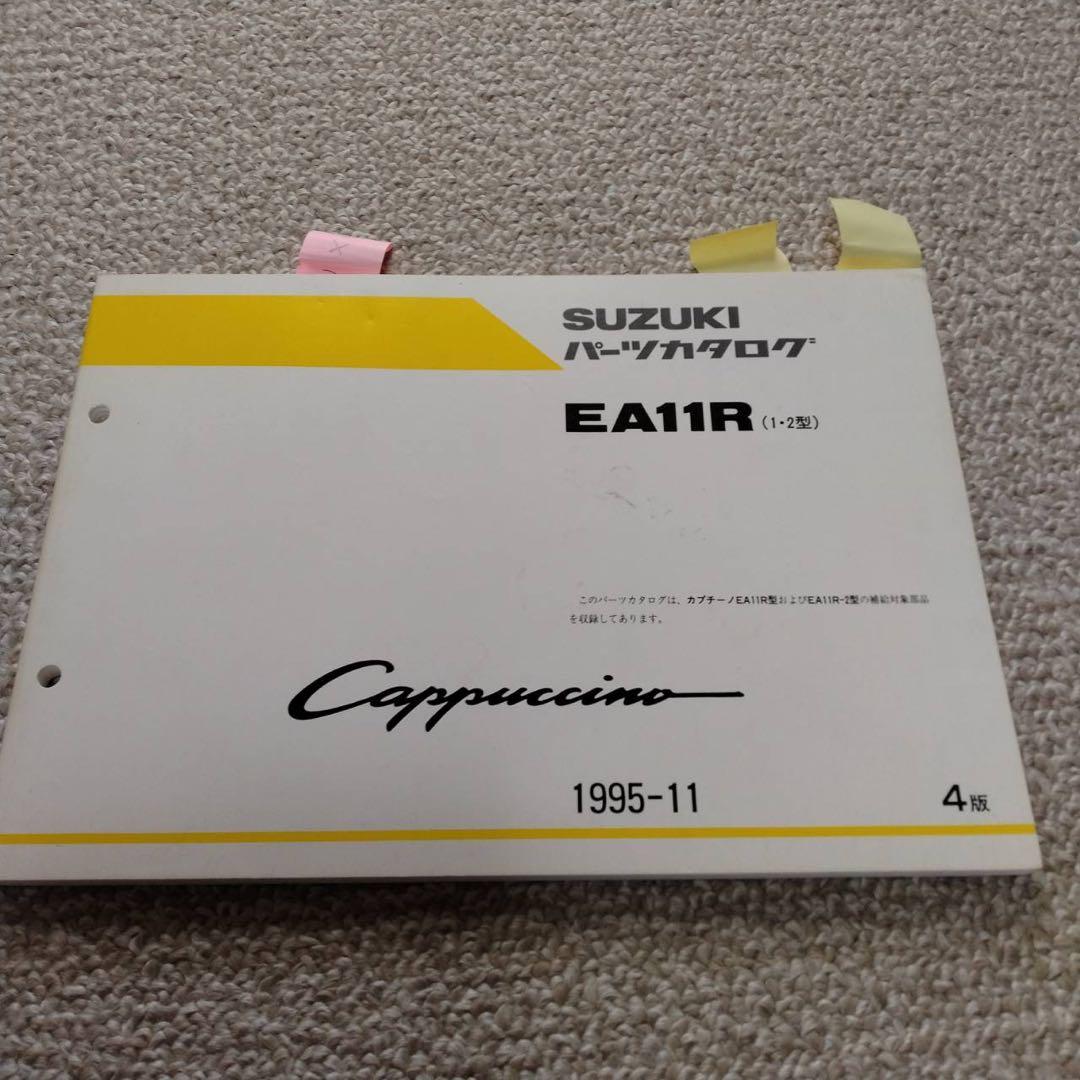 SUZUKI
パーツカタログ
EA11R (1・2型)
このパーツカタログは、カプチーノEA11R型およびEA11R-2型の補給対象部品
を収録してあります。
Cappuccino
1995-11
4版